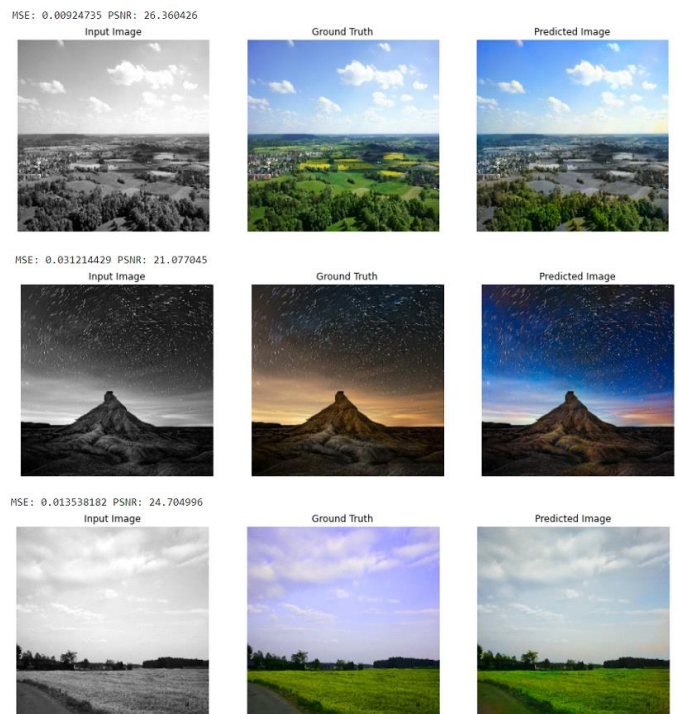 MSE: 0.00924735 PSNR: 26.360426
Input Image Ground Truth Predicted Image
MSE: 0.031214429 PSNR: 21.077045
Input Image Ground Truth Predicted Image
MSE: 0.013538182 PSNR: 24.704996
Input Image Ground Truth Predicted Image